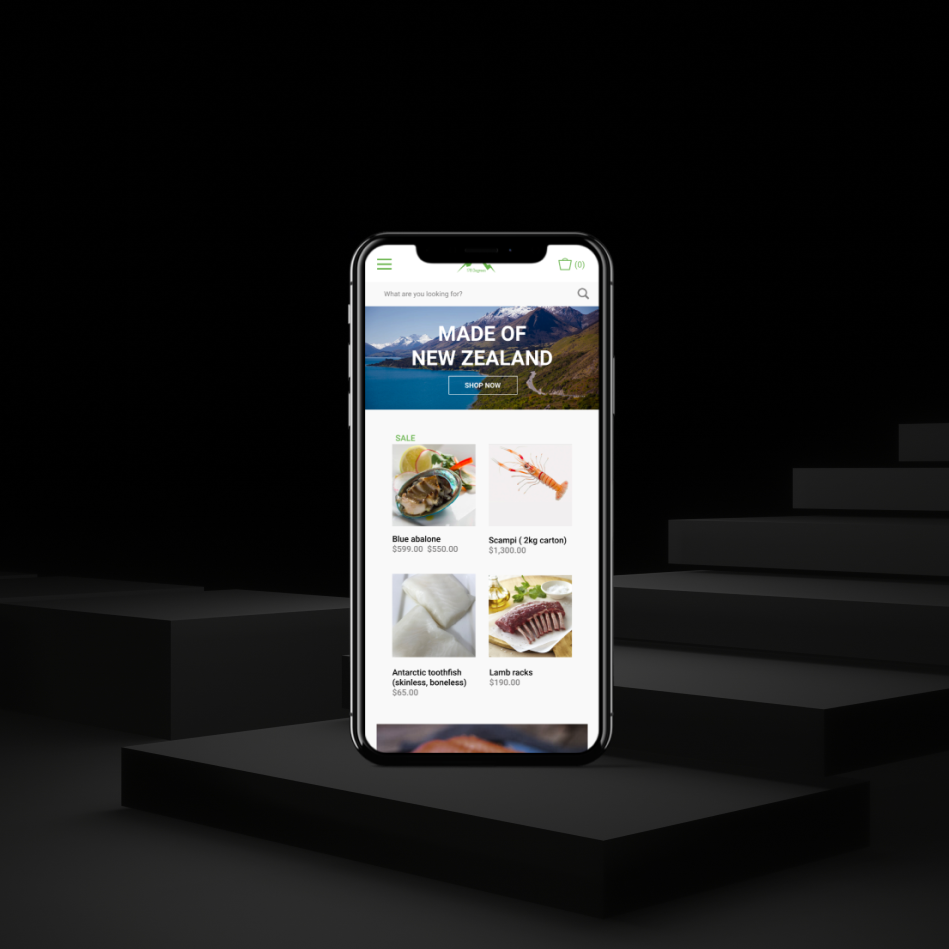 (0)
What are you looking for?
MADE OF
NEW ZEALAND
SHOP NOW
SALE
Blue abalone
$599.00 $550.00
Scampi ( 2kg carton)
$1,300.00
Antarctic toothfish
(skinless, boneless)
$65.00
Lamb racks
$190.00